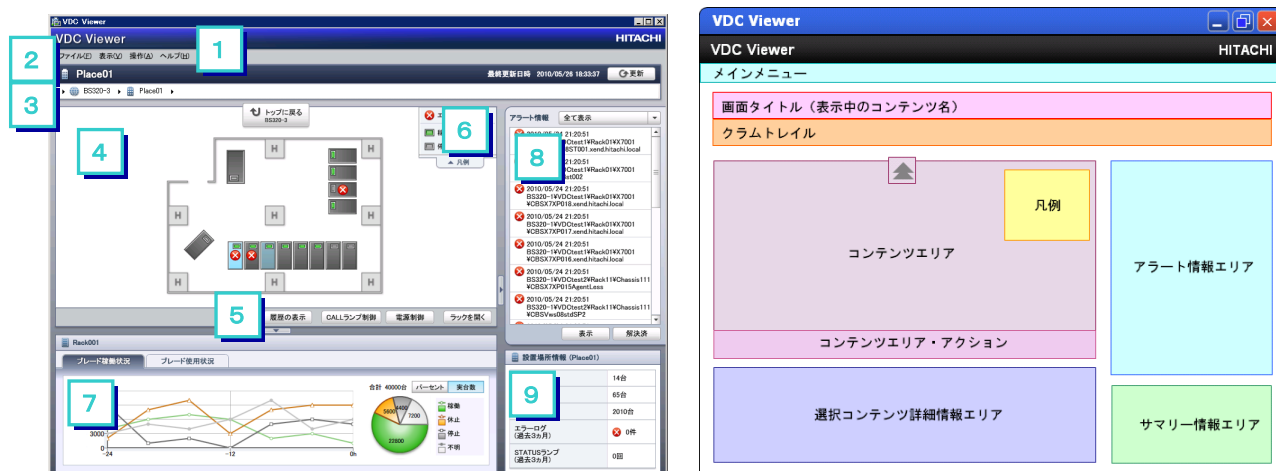 VDC Viewer
VDC Viewer
HITACHI
1
2
ファイル(F) 表示(V) 操作(A) ヘルプ(H)
Place01
最終更新日時 2010/05/26 18:33:37
更新
3
BS320-3
Place01
4
トップに戻る
BS320-3
6
凡例
H
H
H
H
H
H
H
H
5
履歴の表示
CALLランプ制御
電源制御
ラックを開く
アラート情報
全て表示
8
2010/05/24 21:20:51
2010/05/24 21:20:51
BS320-1¥VDCtest1¥Rack01¥X7001
¥CBSX7XP018.xend.hitachi.local
2010/05/24 21:20:51
BS320-1¥VDCtest1¥Rack01¥X7001
¥CBSX7XP017.xend.hitachi.local
2010/05/24 21:20:51
BS320-1¥VDCtest1¥Rack01¥X7001
¥CBSX7XP016.xend.hitachi.local
2010/05/24 21:20:51
BS320-1¥VDCtest2¥Rack11¥Chassis111
¥CBSX7XP015AgentLess
2010/05/24 21:20:51
BS320-1¥VDCtest2¥Rack11¥Chassis111
¥CBSVws08stdSP2
表示
解決済
Rack001
ブレード稼働状況
ブレード使用状況
7
3000
0
-24
-12
0h
合計 40000台
パーセント
実台数
5600
4400
7200
22800
稼働
休止
停止
不明
設置場所情報 (Place01)
9
14台
65台
2010台
エラーログ
(過去3ヵ月)
0件
STATUSランプ
(過去3ヵ月)
0回
VDC Viewer
VDC Viewer
HITACHI
メインメニュー
画面タイトル（表示中のコンテンツ名）
クラムトレイル
凡例
コンテンツエリア
アラート情報エリア
コンテンツエリア・アクション
選択コンテンツ詳細情報エリア
サマリー情報エリア